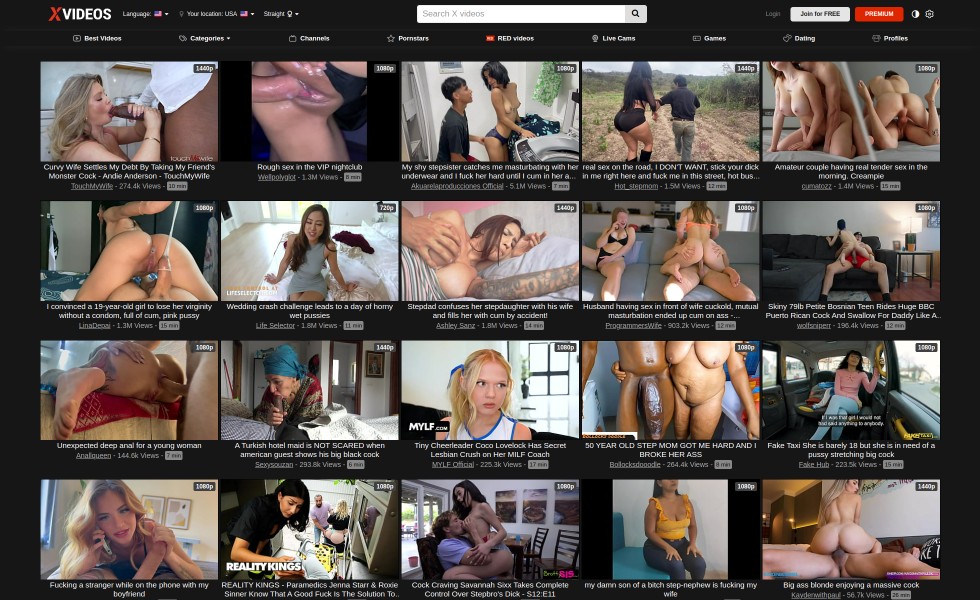 XVIDEOS
Language:
Your location: USA
Straight
Search X videos
Login
Join for FREE
PREMIUM
Best Videos
Categories
Channels
Pornstars
RED videos
Live Cams
Games
Dating
Profiles
1440p
Curvy Wife Settles My Debt By Taking My Friend's
Monster Cock - Andie Anderson - TouchMyWife
TouchMyWife - 274.4k Views - 10 min
1080p
Rough sex in the VIP nightclub
Wellpolyglot - 1.3M Views - 8 min
1080p
My shy stepsister catches me masturbating with her
underwear and I fuck her hard until I cum in her a...
Akuarelaproducciones Official - 5.1M Views - 7 min
1440p
real sex on the road, I DON'T WANT, stick your dick
in me right here and fuck me in this street, hot bus...
Hot_stepmom - 1.5M Views - 12 min
1080p
Amateur couple having real tender sex in the
morning, Creampie
cumatozz - 1.4M Views - 15 min
1080p
I convinced a 19-year-old girl to lose her virginity
without a condom, full of cum, pink pussy
LinaDeoai - 1.3M Views - 15 min
720p
LIFESELECTOR
Wedding crash challenge leads to a day of horny
wet pussies
Life Selector - 1.8M Views - 11 min
1440p
Stepdad confuses her stepdaughter with his wife
and fills her with cum by accident!
Ashley Sanz - 1.8M Views - 14 min
1080p
Husband having sex in front of wife cuckold, mutual
masturbation ended up cum on ass -...
ProgrammersWife - 903.2k Views - 12 min
1080p
Skiny 79lb Petite Bosnian Teen Rides Huge BBC
Puerto Rican Cock And Swallow For Daddy Like A..
wolfsniperr - 196.4k Views - 12 min
1080p
Unexpected deep anal for a young woman
Analqueen - 144.6k Views - 7 min
1440p
A Turkish hotel maid is NOT SCARED when
american guest shows his big black cock
Sexysouzan - 293.8k Views - 6 min
1080p
MYLF.COM
Tiny Cheerleader Coco Lovelock Has Secret
Lesbian Crush on Her MILF Coach
MYLF Official - 225.3k Views - 17 min
1080p
50 YEAR OLD STEP MOM GOT ME HARD AND I
BROKE HER ASS
Bollocksdoodle - 264.4k Views - 8 min
1080p
If I was that girl I would not
had said anything to anybody.
FAKETAXI
Fake Taxi She is barely 18 but she is in need of a
pussy stretching big cock
Fake Hub - 223.5k Views - 15 min
1080p
Fucking a stranger while on the phone with my
boyfriend
1080p
REALITY KINGS
REALITY KINGS - Paramedics Jenna Starr & Roxie
Sinner Know That A Good Fuck Is The Solution To..
1080p
Cock Craving Savannah Sixx Takes Complete
Control Over Stepbro's Dick - S12:E11
1080p
my damn son of a bitch step-nephew is fucking my
wife
1440p
Big ass blonde enjoying a massive cock
Kaydenwithpaul - 56.7k Views - 26 min